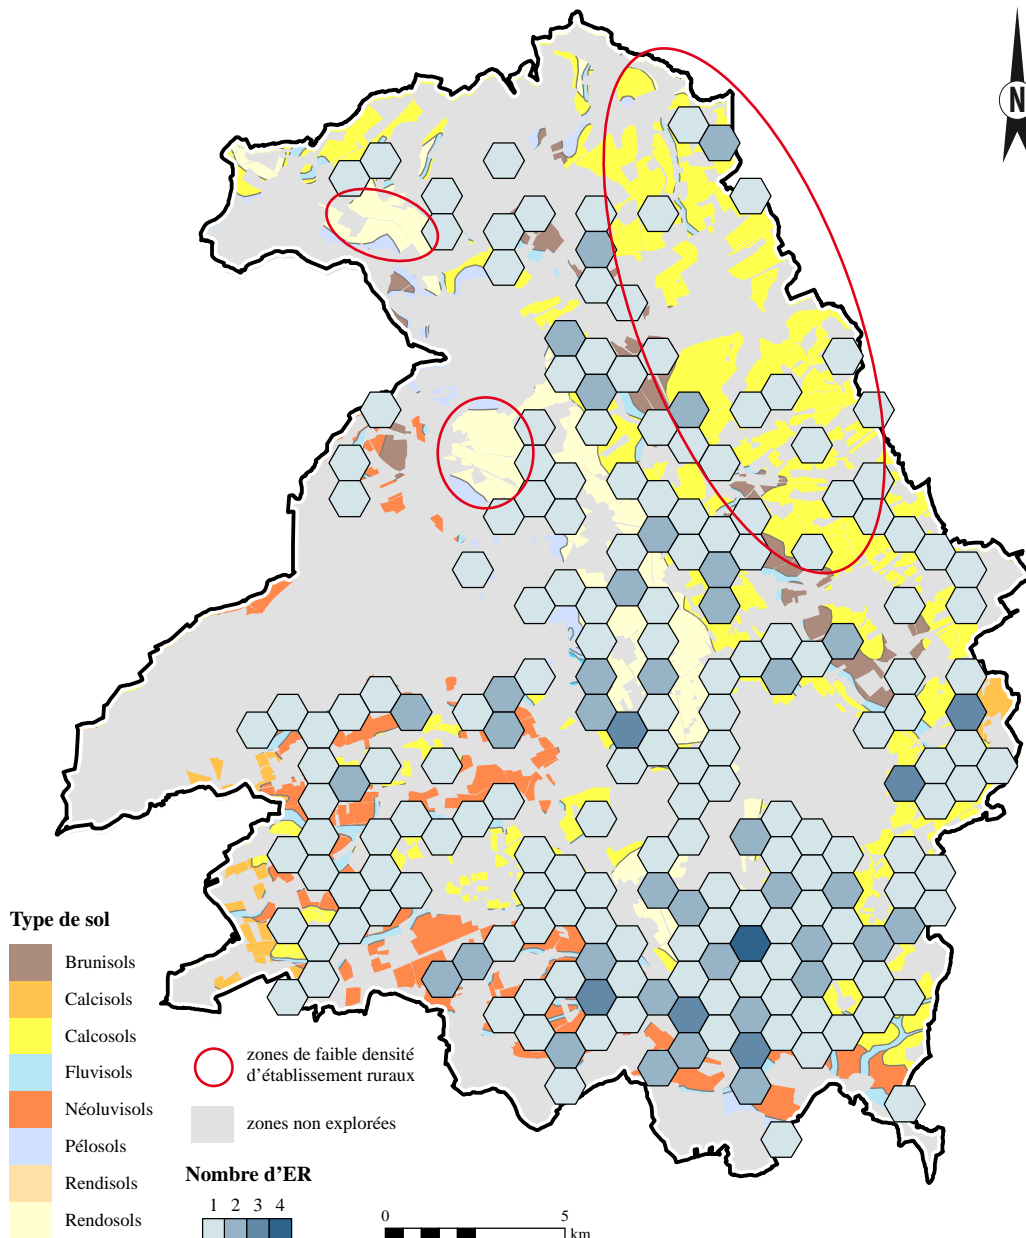 N
Type de sol
Brunisols
Calcisols
Calcosols
Fluvisols
Néoluvisols
Pélosols
Rendisols
Rendosols
zones de faible densité
d’établissement ruraux
zones non explorées
Nombre d’ER
1 2 3 4
0 5
km